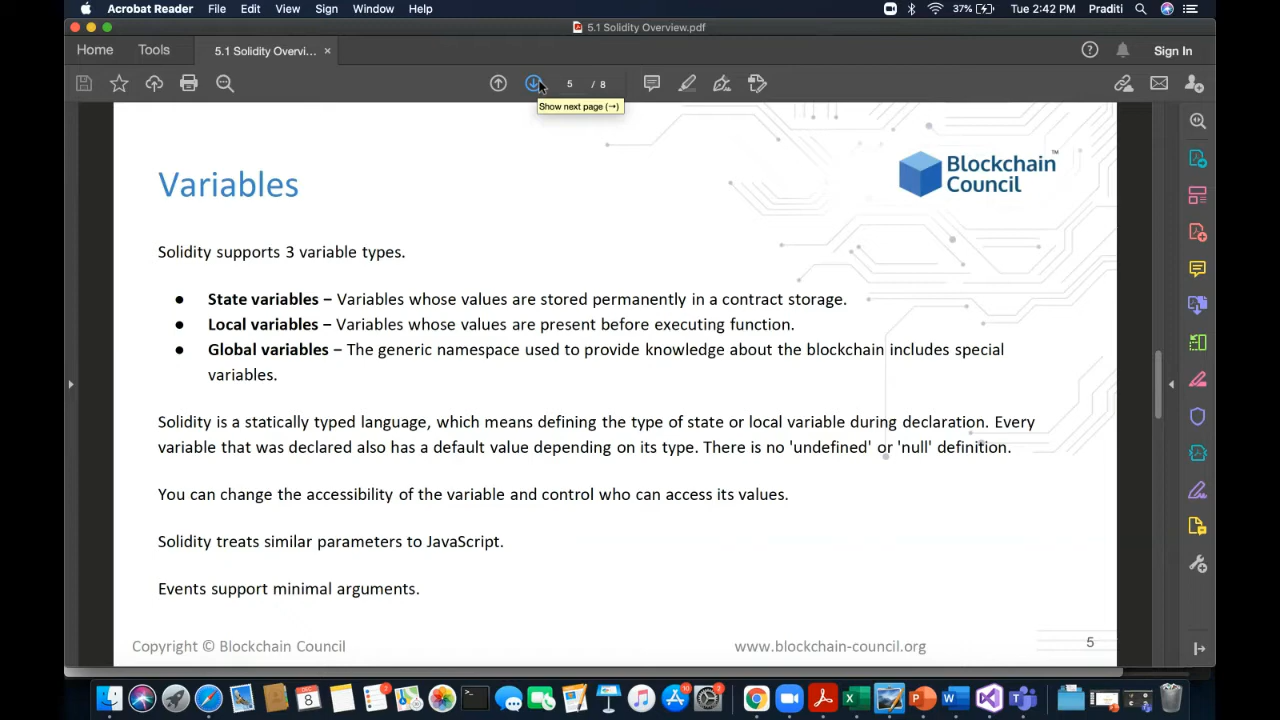 Acrobat Reader File Edit View Sign Window Help 37% Tue 2:42 PM Praditi
5.1 Solidity Overview.pdf
Home Tools 5.1 Solidity Overvi... × Sign In
5 / 8
Show next page (→)
Blockchain Council ™
Variables
Solidity supports 3 variable types.
● State variables – Variables whose values are stored permanently in a contract storage.
● Local variables – Variables whose values are present before executing function.
● Global variables – The generic namespace used to provide knowledge about the blockchain includes special
variables.
Solidity is a statically typed language, which means defining the type of state or local variable during declaration. Every
variable that was declared also has a default value depending on its type. There is no 'undefined' or 'null' definition.
You can change the accessibility of the variable and control who can access its values.
Solidity treats similar parameters to JavaScript.
Events support minimal arguments.
Copyright © Blockchain Council www.blockchain-council.org 5